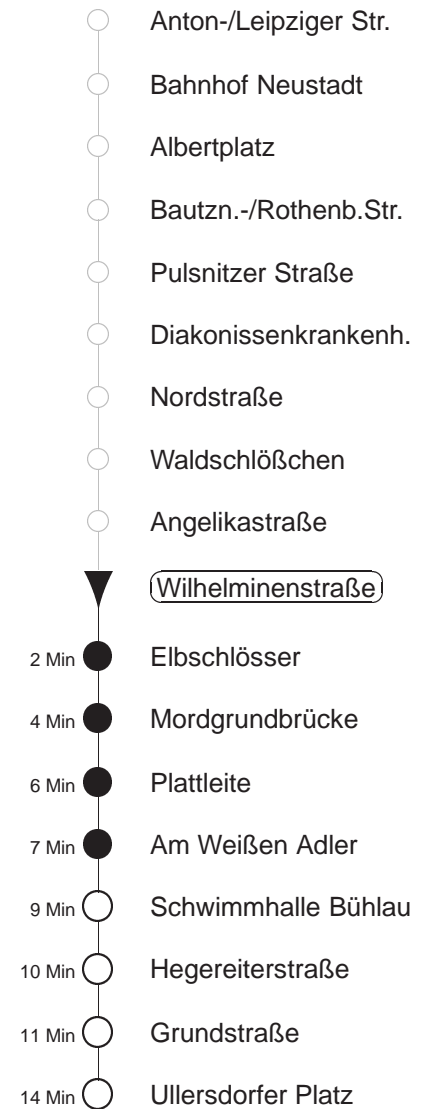 Anton-/Leipziger Str.
Bahnhof Neustadt
Albertplatz
Bautzn.-/Rothenb.Str.
Pulsnitzer Straße
Diakonissenkrankenh.
Nordstraße
Waldschlößchen
Angelikastraße
Wilhelminenstraße
2 Min Elbschlösser
4 Min Mordgrundbrücke
6 Min Plattleite
7 Min Am Weißen Adler
9 Min Schwimmhalle Bühlau
10 Min Hegereiterstraße
11 Min Grundstraße
14 Min Ullersdorfer Platz